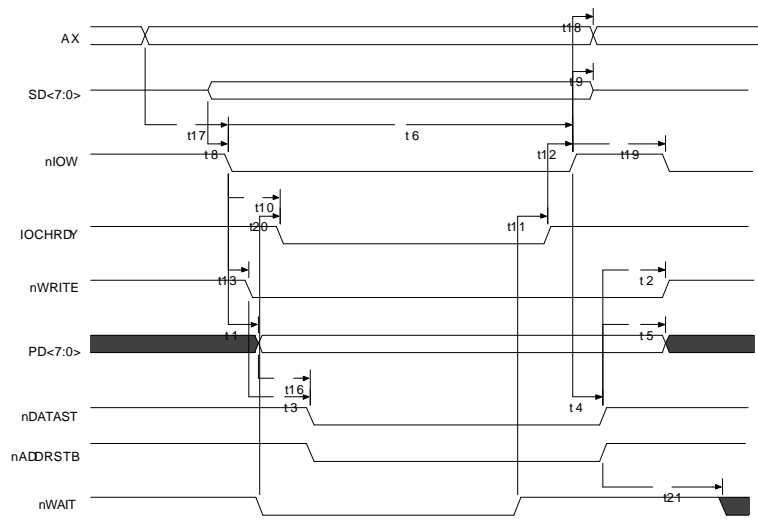 t18
AX
t9
SD<7:0>
t17
t6
t8
t12
t19
nIOW
t10
t20
t11
IOCHRDY
t13
t2
nWRITE
t1
t5
PD<7:0>
t16
t3
t4
nDATAST
nADDRSTB
t21
nWAIT